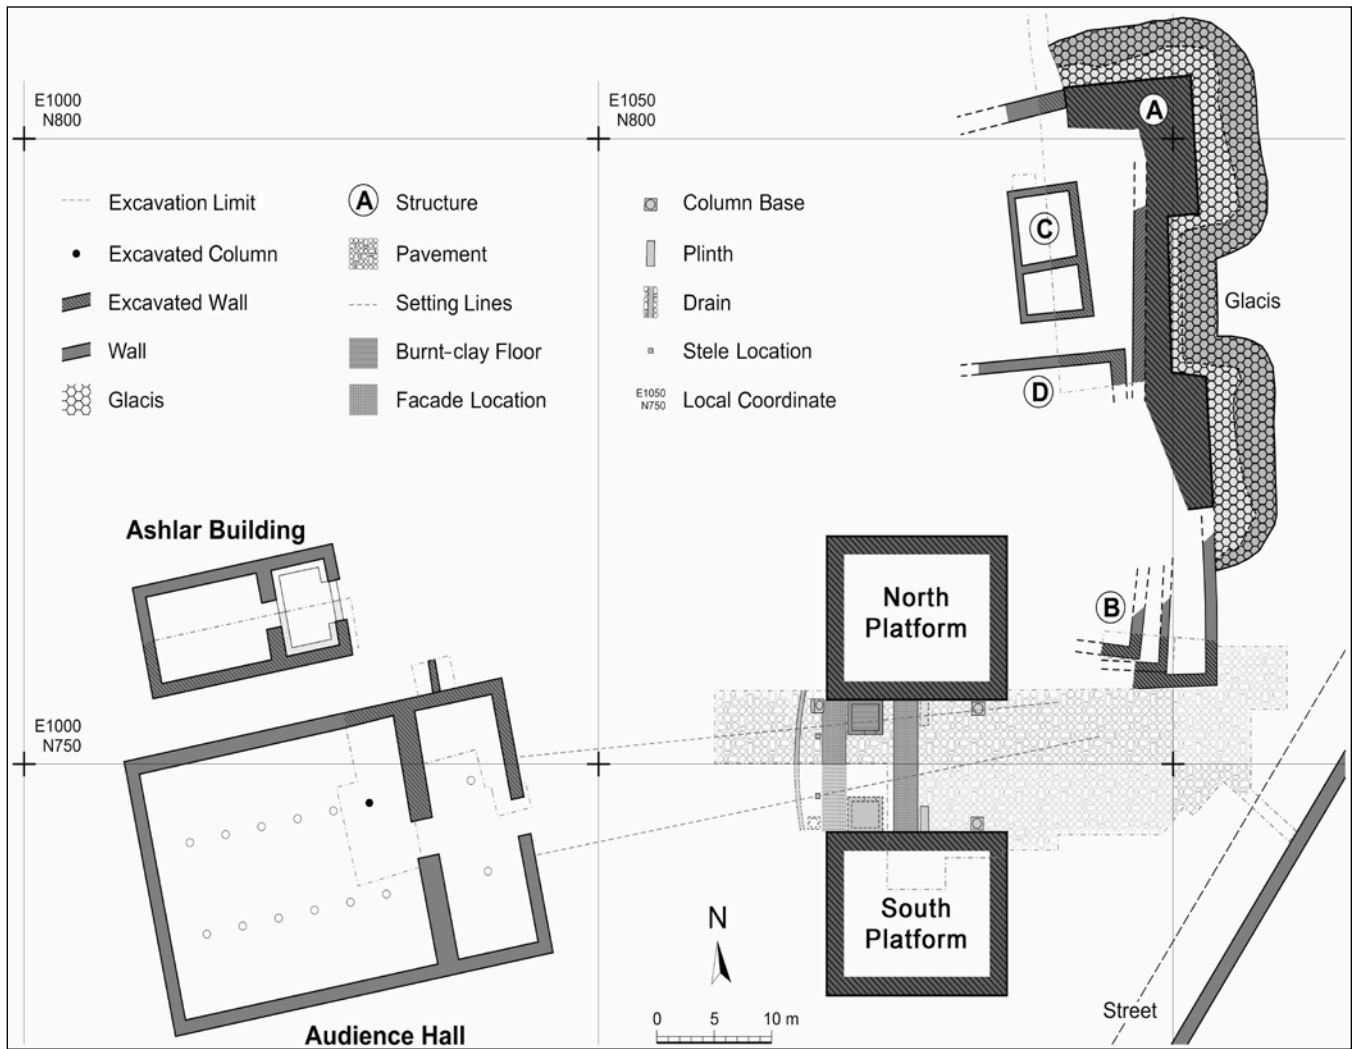 E1000
N800
E1050
N800
A
Excavation Limit
A
Structure
Column Base
C
Excavated Column
Pavement
Plinth
Excavated Wall
Setting Lines
Drain
Glacis
Wall
Burnt-clay Floor
Stele Location
Glacis
Facade Location
E1050
N750
Local Coordinate
D
Ashlar Building
North
Platform
B
E1000
N750
South
Platform
N
Street
0 5 10 m
Audience Hall